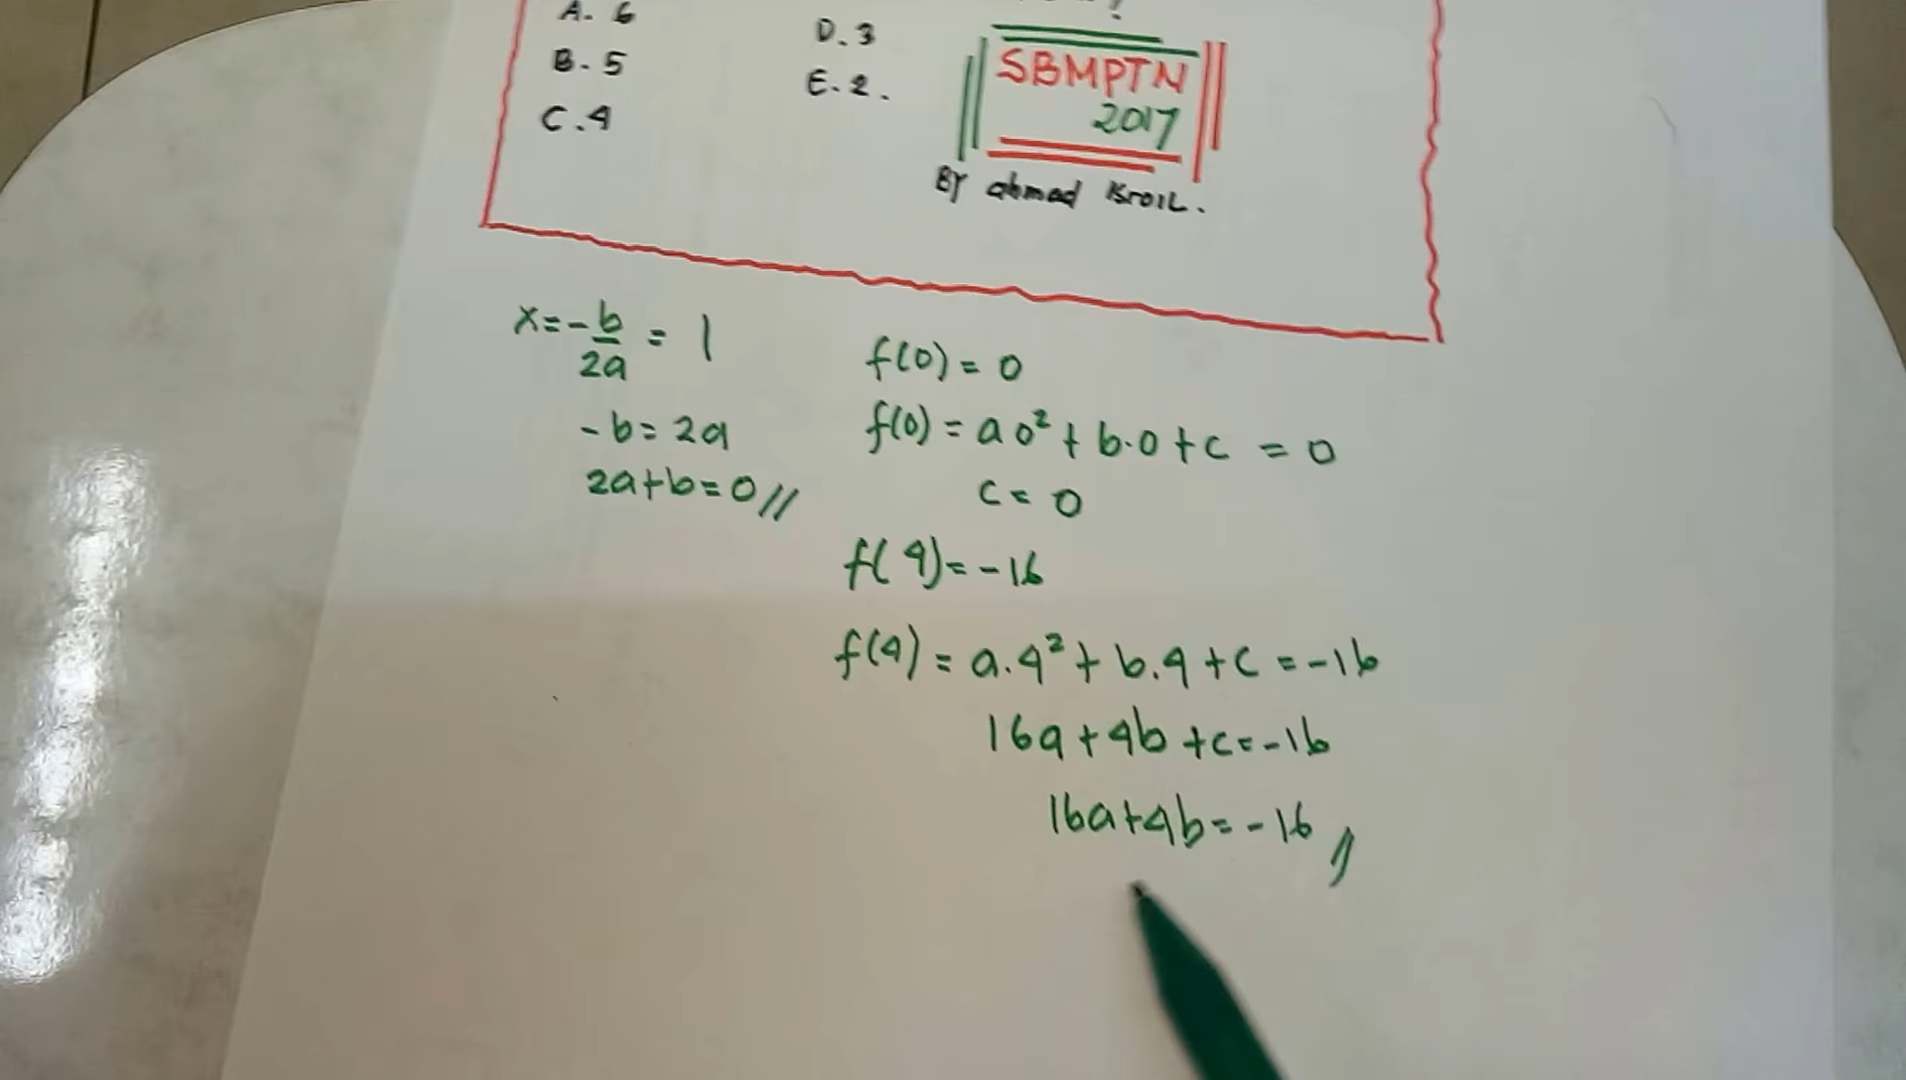 A. 6
B. 5
C. 4
D. 3
E. 2.
SBMPTN
2017
By ahmad isroil.
x = -b/2a = 1
-b = 2a
2a+b=0//
f(0) = 0
f(0) = a0² + b.0 + c = 0
c = 0
f(4) = -16
f(4) = a.4² + b.4 + c = -16
16a + 4b + c = -16
16a+4b = -16 //